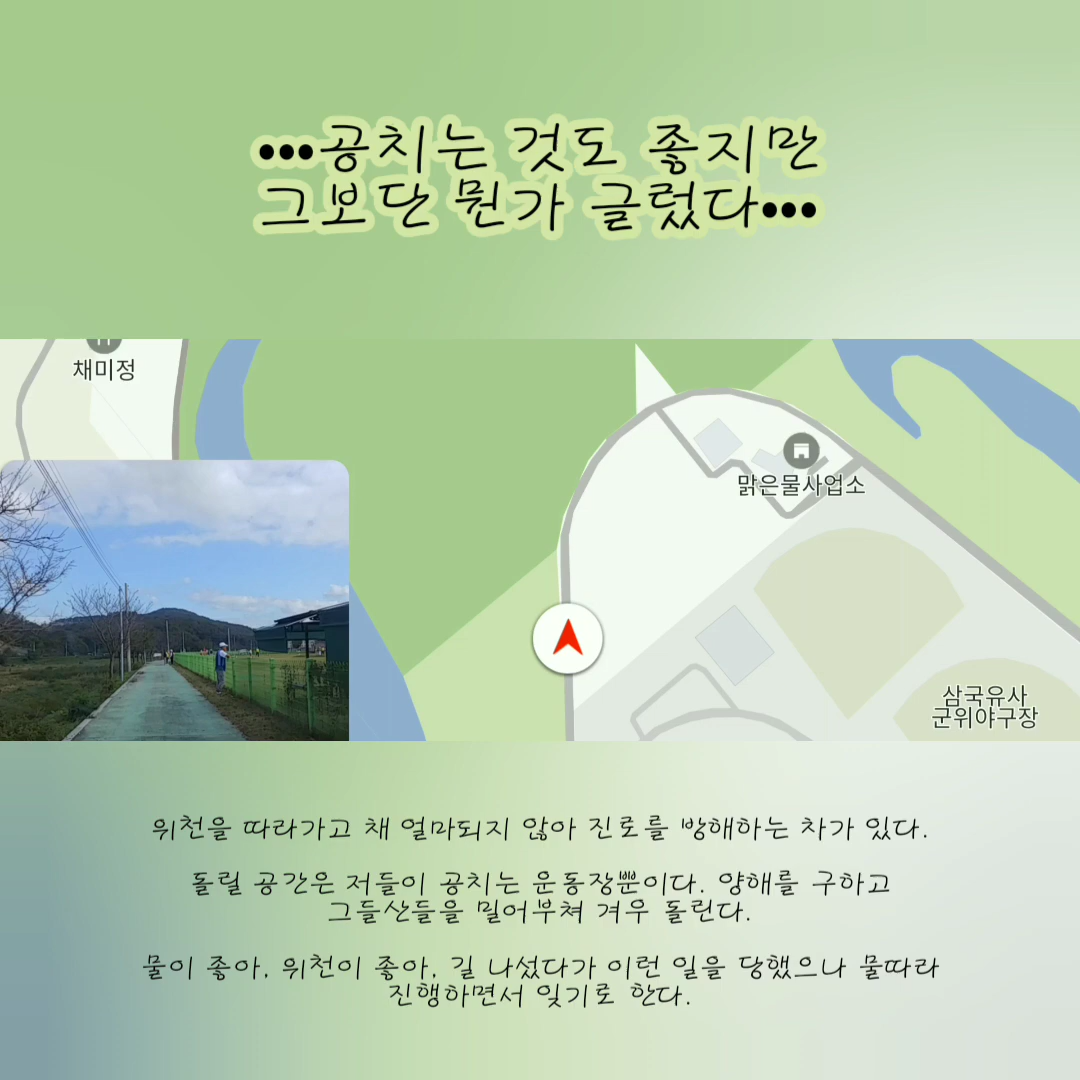 •••공치는 것도 좋지만
그보단 뭔가 글렀다•••
채미정
맑은물사업소
삼국유사
군위야구장
위천을 따라가고 채 얼마되지 않아 진로를 방해하는 차가 있다.
돌릴 공간은 저들이 공치는 운동장뿐이다. 양해를 구하고
그들산들을 밀어부쳐 겨우 돌린다.
물이 좋아, 위천이 좋아, 길 나섰다가 이런 일을 당했으나 물따라
진행하면서 잊기로 한다.